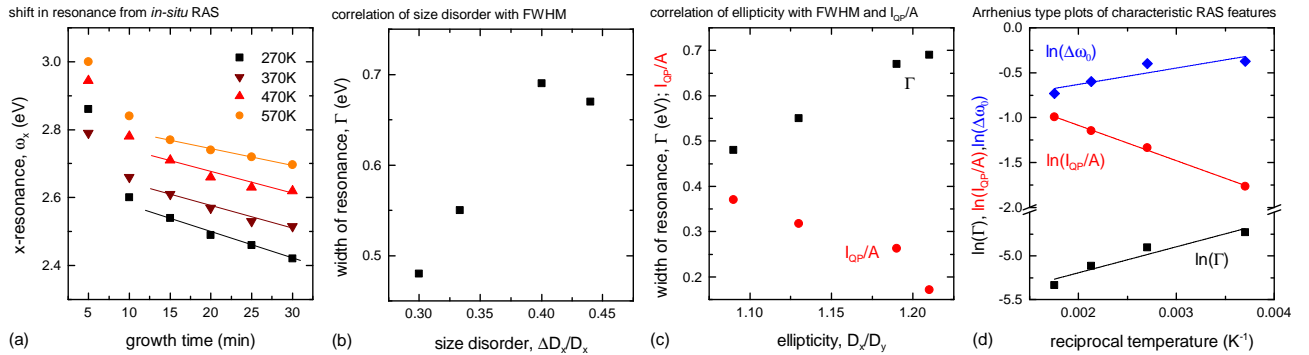 shift in resonance from in-situ RAS
x-resonance, ωx (eV)
3.0
2.8
2.6
2.4
270K
370K
470K
570K
5 10 15 20 25 30
(a) growth time (min)
correlation of size disorder with FWHM
width of resonance, Γ (eV)
0.7
0.6
0.5
0.30 0.35 0.40 0.45
(b) size disorder, ΔDx/Dx
correlation of ellipticity with FWHM and IQP/A
width of resonance, Γ (eV); IQP/A
0.7
0.6
0.5
0.4
0.3
0.2
Γ
IQP/A
1.10 1.15 1.20
(c) ellipticity, Dx/Dy
Arrhenius type plots of characteristic RAS features
ln(Γ), ln(IQP/A),ln(Δω0)
0.0
-0.5
-1.0
-1.5
-2.0
-5.0
-5.5
ln(Δω0)
ln(IQP/A)
ln(Γ)
0.002 0.003 0.004
(d) reciprocal temperature (K-1)